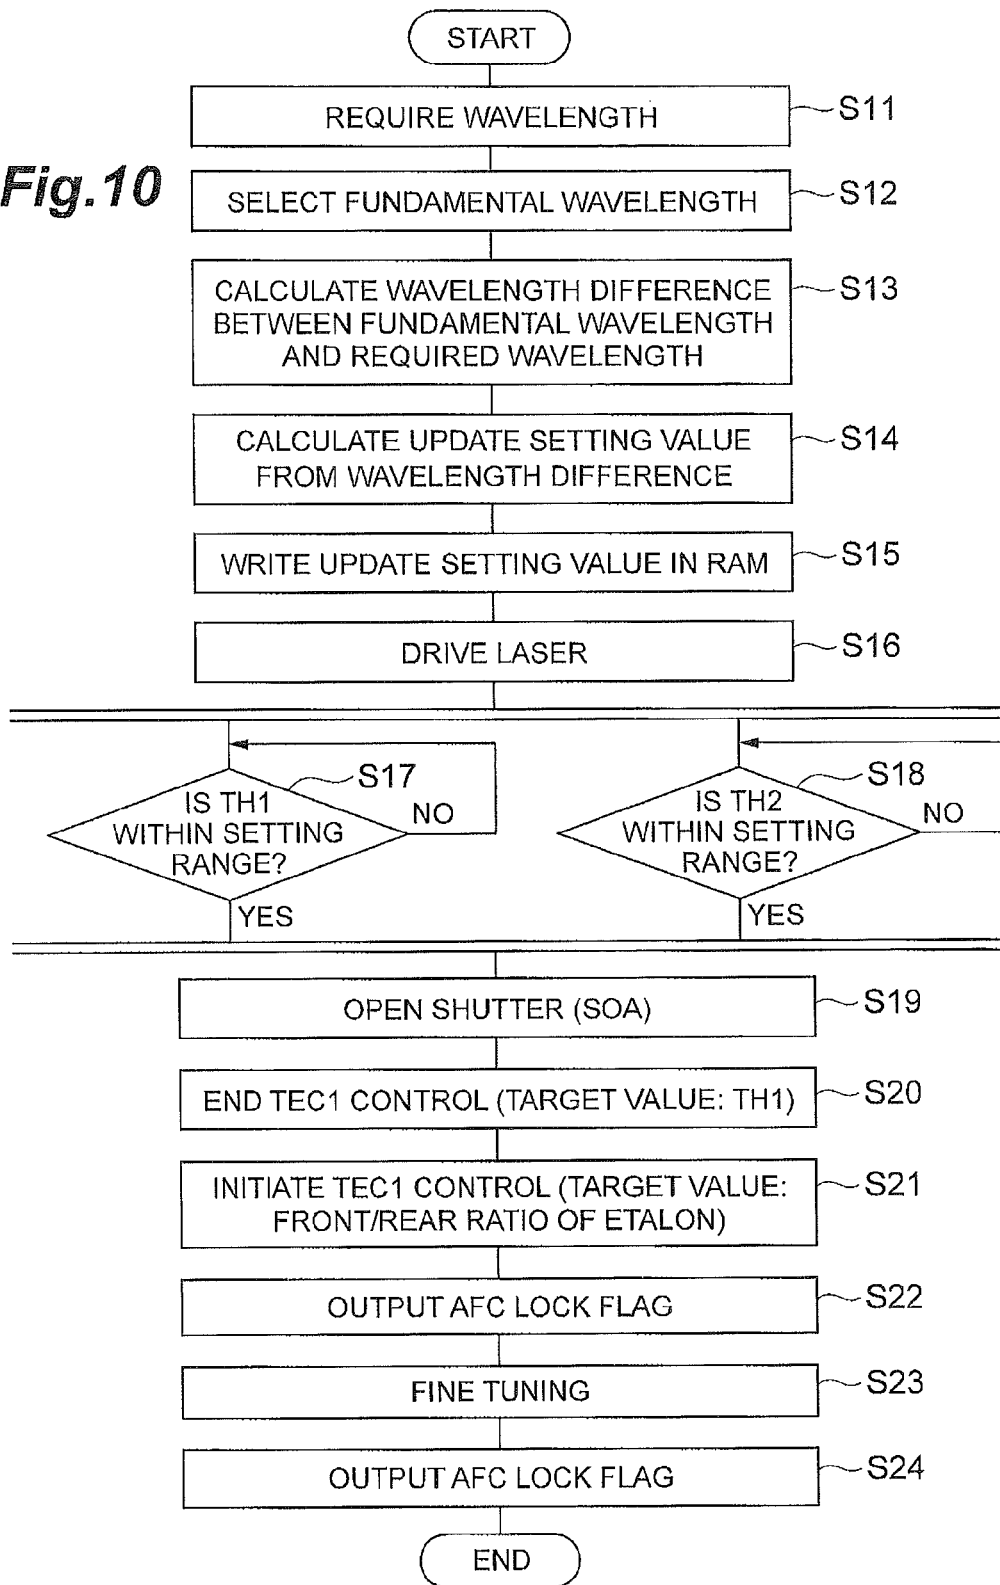 START
REQUIRE WAVELENGTH
S11
Fig.10
SELECT FUNDAMENTAL WAVELENGTH
S12
CALCULATE WAVELENGTH DIFFERENCE
BETWEEN FUNDAMENTAL WAVELENGTH
AND REQUIRED WAVELENGTH
S13
CALCULATE UPDATE SETTING VALUE
FROM WAVELENGTH DIFFERENCE
S14
WRITE UPDATE SETTING VALUE IN RAM
S15
DRIVE LASER
S16
IS TH1
WITHIN SETTING
RANGE?
S17
NO
YES
IS TH2
WITHIN SETTING
RANGE?
S18
NO
YES
OPEN SHUTTER (SOA)
S19
END TEC1 CONTROL (TARGET VALUE: TH1)
S20
INITIATE TEC1 CONTROL (TARGET VALUE:
FRONT/REAR RATIO OF ETALON)
S21
OUTPUT AFC LOCK FLAG
S22
FINE TUNING
S23
OUTPUT AFC LOCK FLAG
S24
END